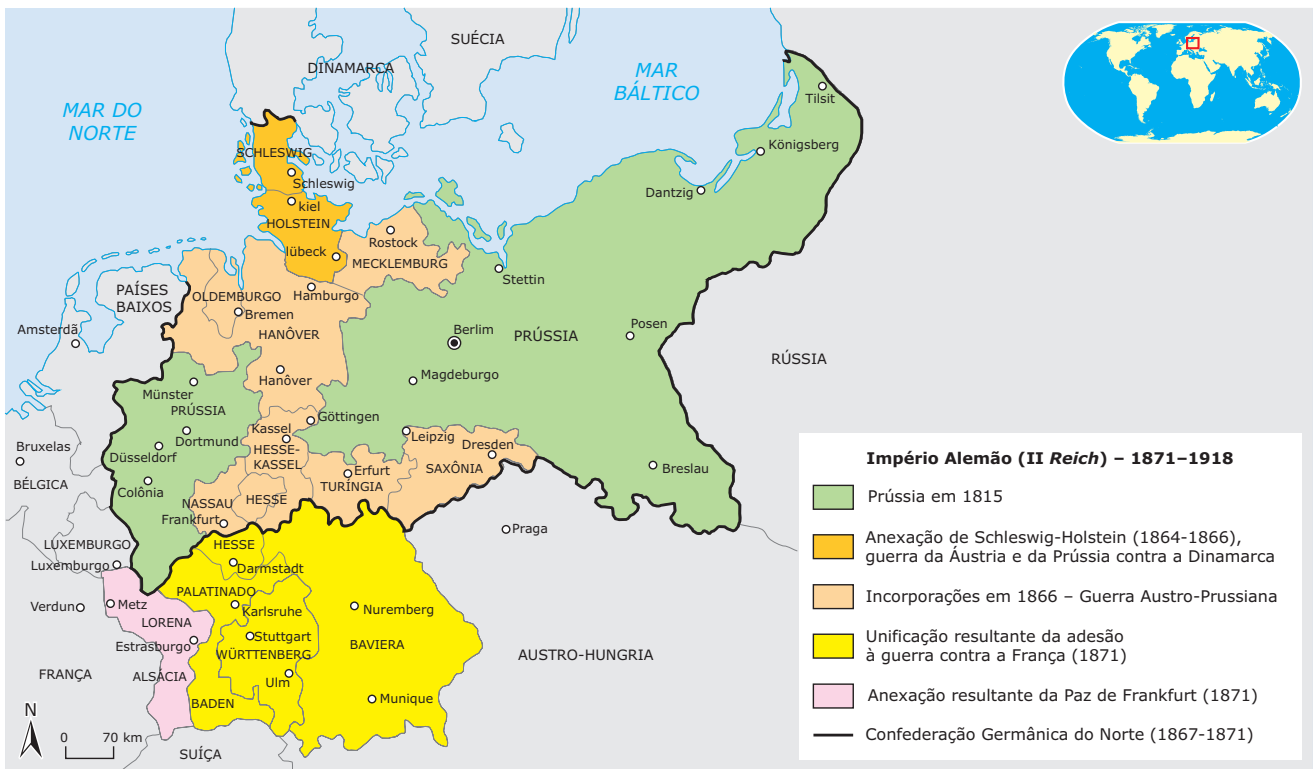 SUÉCIA
DINAMARCA
MAR
BÁLTICO
MAR DO
NORTE
Tilsit
Königsberg
Dantzig
SCHLESWIG
Schleswig
kiel
HOLSTEIN
lübeck
Rostock
MECKLEMBURG
Stettin
PAÍSES
BAIXOS
OLDEMBURGO
Hamburgo
Bremen
HANÔVER
Amsterdã
Berlim
PRÚSSIA
Posen
RÚSSIA
Hanôver
Magdeburgo
Münster
PRÚSSIA
Göttingen
Kassel
Dortmund
Leipzig
Bruxelas
Düsseldorf
HESSE-
KASSEL
Dresden
Erfurt
SAXÔNIA
Breslau
BÉLGICA
Colônia
TURÍNGIA
NASSAU
HESSE
Frankfurt
Praga
LUXEMBURGO
HESSE
Luxemburgo
Darmstadt
PALATINADO
Verdun
Metz
Karlsruhe
Nuremberg
LORENA
Estrasburgo
Stuttgart
BAVIERA
WÜRTTENBERG
AUSTRO-HUNGRIA
FRANÇA
ALSÁCIA
Ulm
BADEN
Munique
N
0 70 km
SUÍÇA
Império Alemão (II Reich) – 1871–1918
Prússia em 1815
Anexação de Schleswig-Holstein (1864-1866),
guerra da Áustria e da Prússia contra a Dinamarca
Incorporações em 1866 – Guerra Austro-Prussiana
Unificação resultante da adesão
à guerra contra a França (1871)
Anexação resultante da Paz de Frankfurt (1871)
Confederação Germânica do Norte (1867-1871)